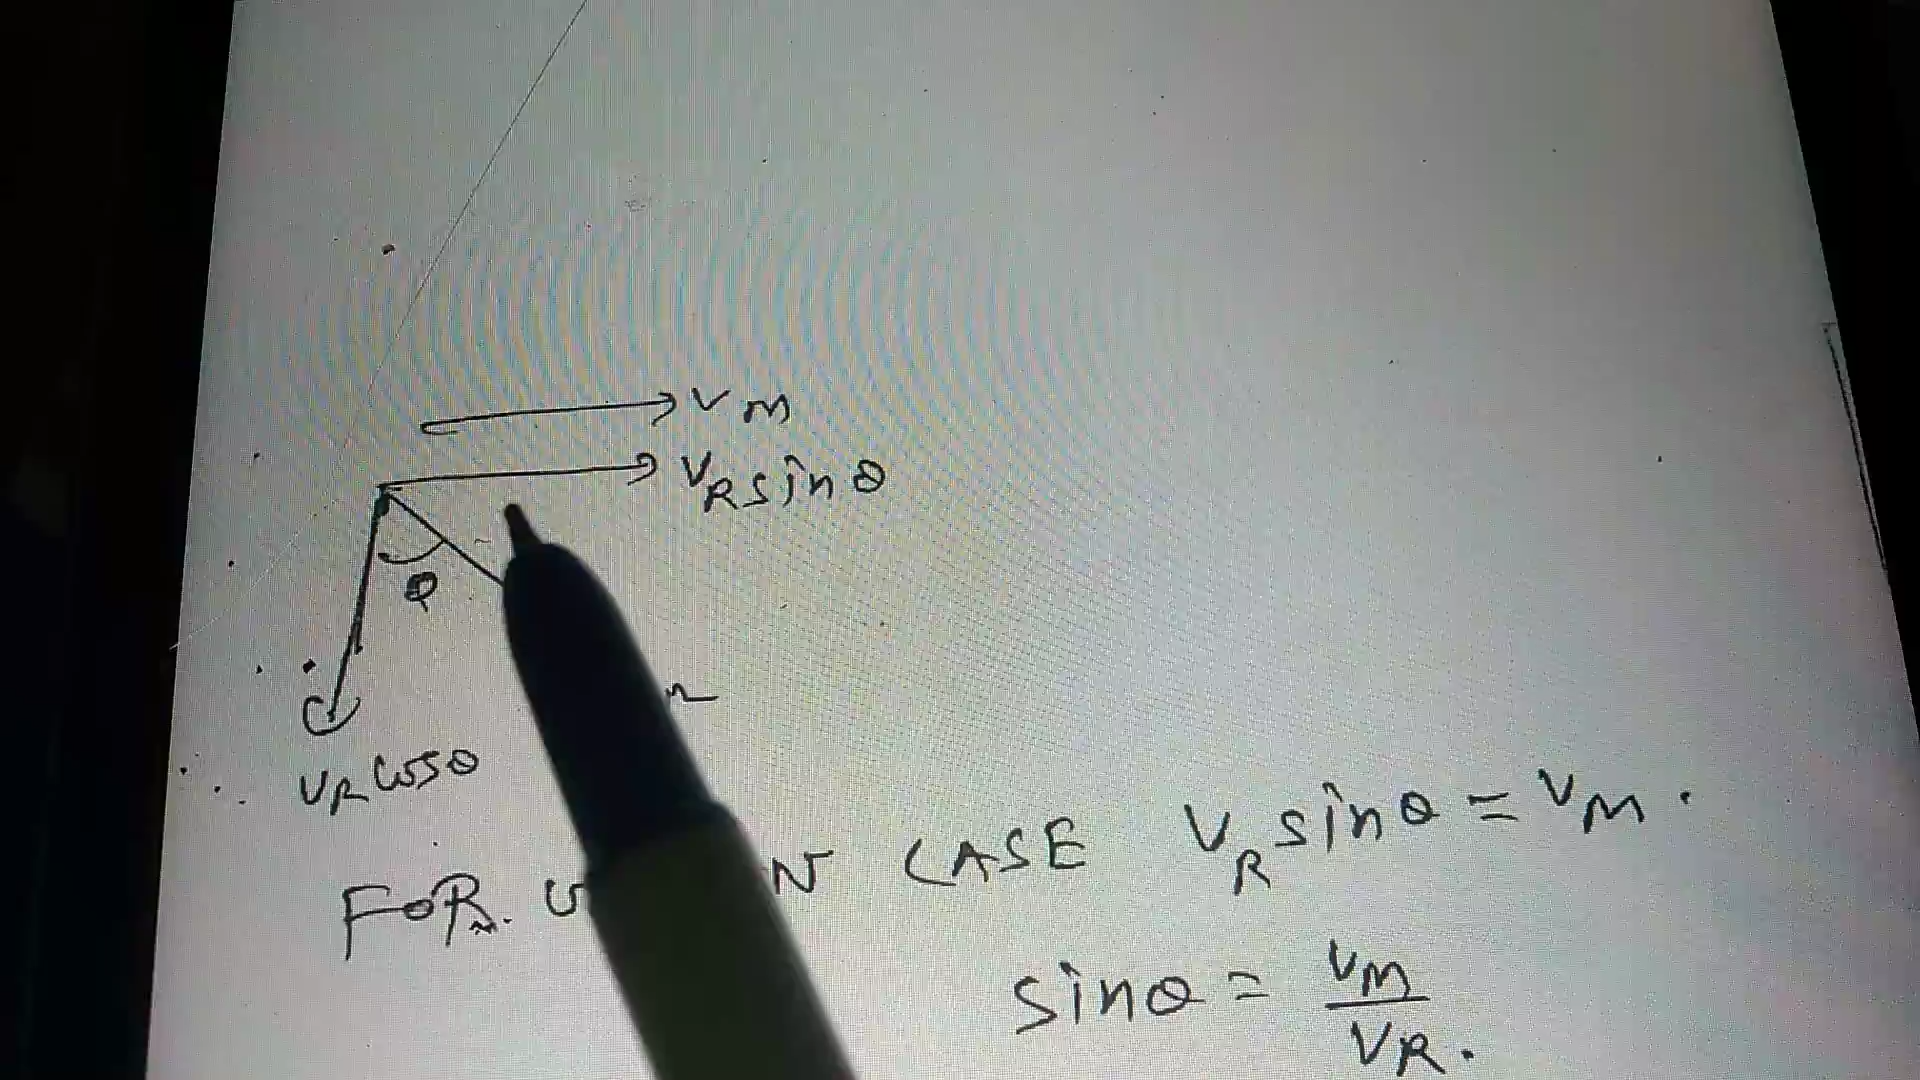 VM
VR sin θ
θ
VR cos θ
FOR. CASE VR sin θ = VM.
sin θ = VM / VR.